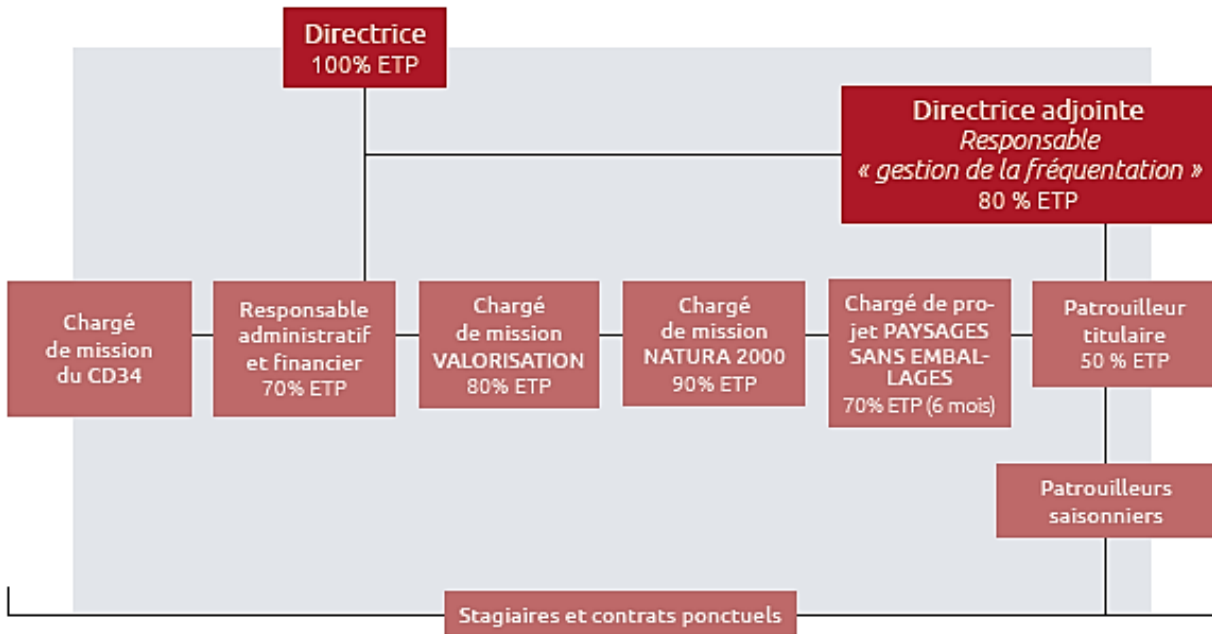 Directrice
100% ETP
Directrice adjointe
Responsable
« gestion de la fréquentation »
80 % ETP
Chargé
de mission
du CD34
Responsable
administratif
et financier
70% ETP
Chargé
de mission
VALORISATION
80% ETP
Chargé
de mission
NATURA 2000
90% ETP
Chargé de pro-
jet PAYSAGES
SANS EMBAL-
LAGES
70% ETP (6 mois)
Patrouilleur
titulaire
50 % ETP
Patrouilleurs
saisonniers
Stagiaires et contrats ponctuels